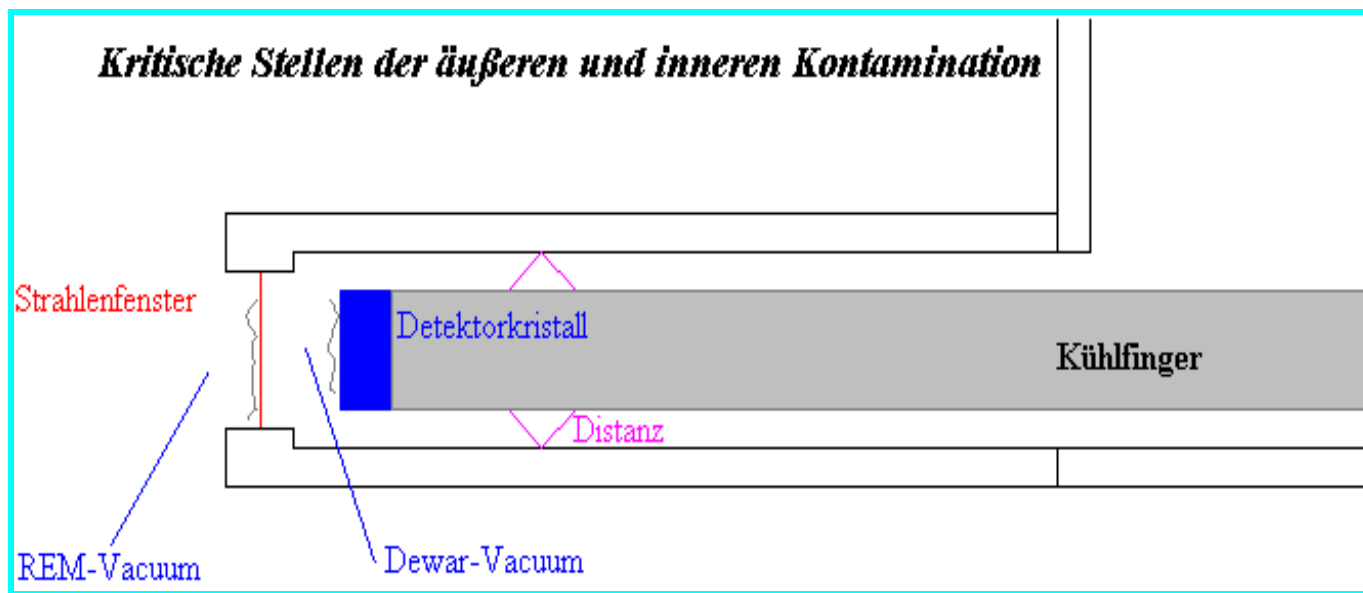 Kritische Stellen der äußeren und inneren Kontamination
Strahlenfenster
Detektorkristall
Kühlfinger
Distanz
REM-Vacuum
Dewar-Vacuum